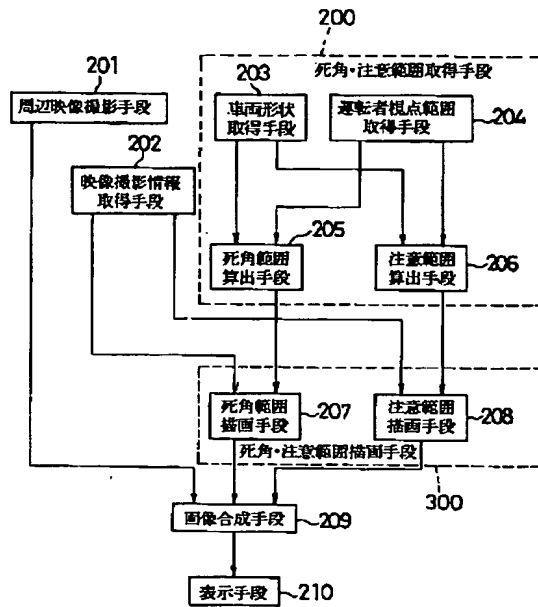 200
死角・注意範囲取得手段
201
周辺映像撮影手段
203
車両形状
取得手段
運転者視点範囲
取得手段
204
202
映像撮影情報
取得手段
205
死角範囲
算出手段
注意範囲
算出手段
206
死角範囲
描画手段
207
注意範囲
描画手段
208
死角・注意範囲描画手段
300
画像合成手段
209
表示手段
210